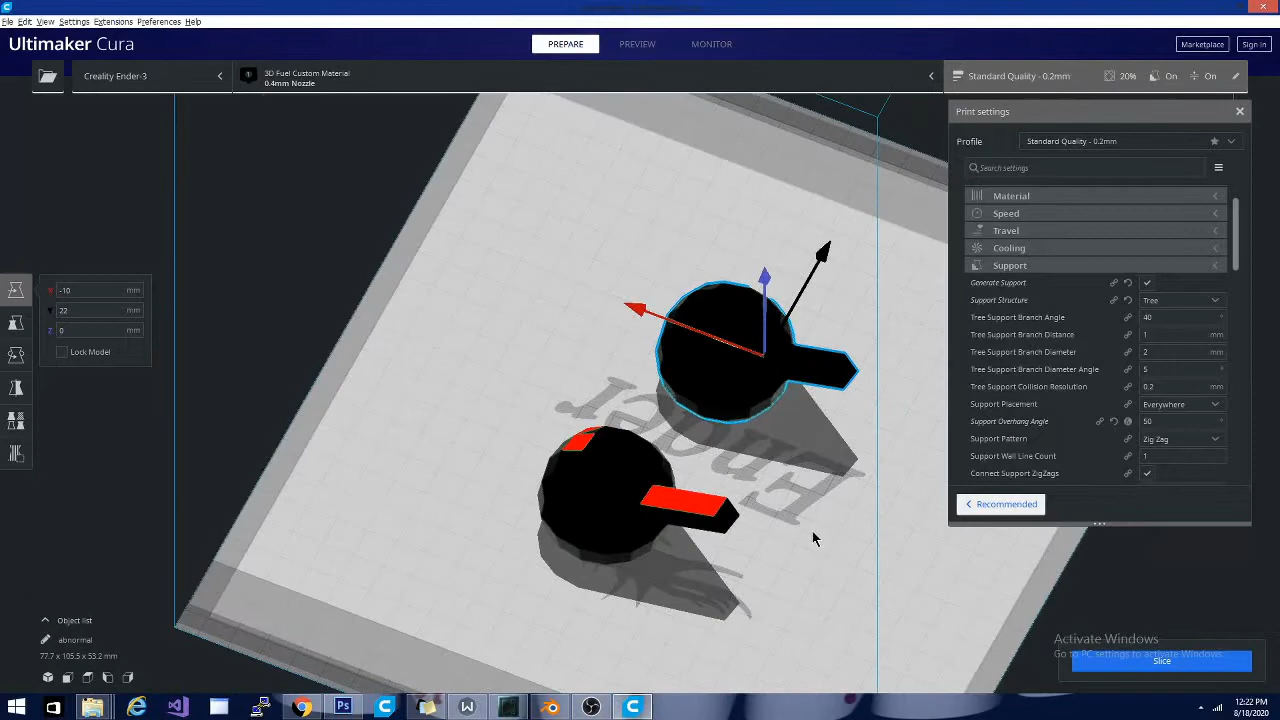 File Edit View Settings Extensions Preferences Help
Ultimaker Cura
PREPARE PREVIEW MONITOR
Marketplace Sign in
Creality Ender-3
3D Fuel Custom Material
0.4mm Nozzle
Standard Quality - 0.2mm 20% On On
Print settings
Profile Standard Quality - 0.2mm
Search settings
Material
Speed
Travel
Cooling
Support
Generate Support
Support Structure Tree
Tree Support Branch Angle 40 °
Tree Support Branch Distance 1 mm
Tree Support Branch Diameter 2 mm
Tree Support Branch Diameter Angle 5 °
Tree Support Collision Resolution 0.2 mm
Support Placement Everywhere
Support Overhang Angle 50 °
Support Pattern Zig Zag
Support Wall Line Count 1
Connect Support ZigZags
Recommended
X -10 mm
Y 22 mm
Z 0 mm
Lock Model
Object list
abnormal
77.7 x 105.5 x 53.2 mm
Activate Windows
Go to PC settings to activate Windows.
Slice
12:22 PM
8/18/2020